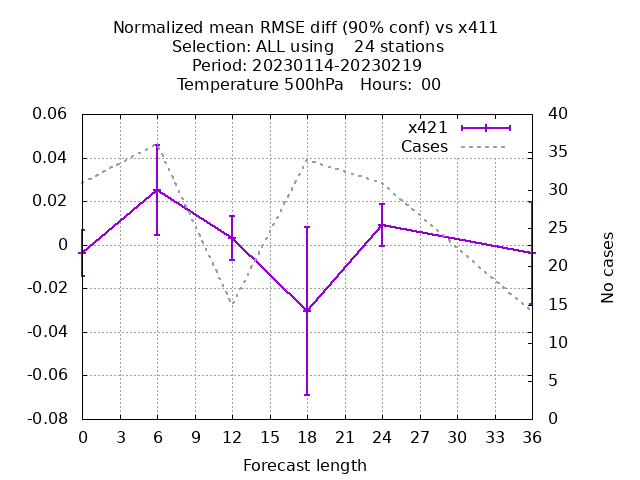 Normalized mean RMSE diff (90% conf) vs x411
Selection: ALL using    24 stations
Period: 20230114-20230219
Temperature 500hPa   Hours:  00
x421
Cases
0.06
0.04
0.02
0
-0.02
-0.04
-0.06
-0.08
40
35
30
25
20
15
10
5
0
No cases
0 3 6 9 12 15 18 21 24 27 30 33 36
Forecast length